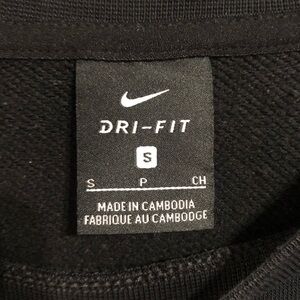 DRI-FIT
S
S P CH
MADE IN CAMBODIA
FABRIQUE AU CAMBODGE